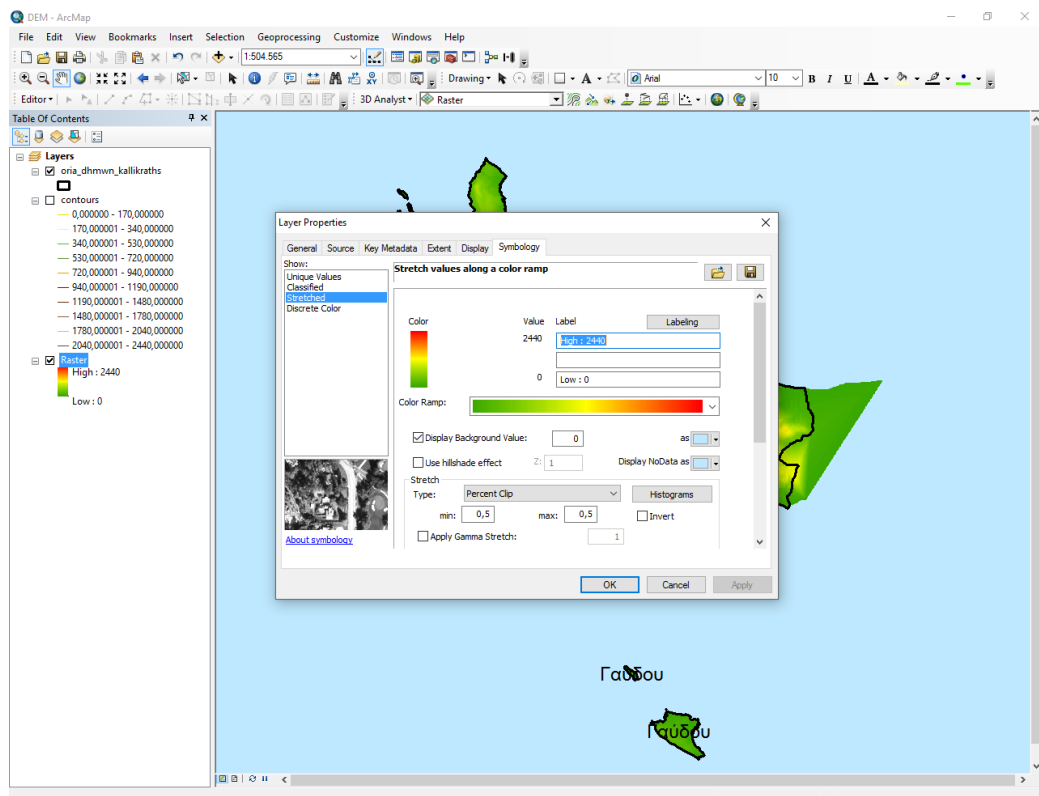 DEM - ArcMap
File Edit View Bookmarks Insert Selection Geoprocessing Customize Windows Help
1:504.565
Drawing Arial 10 B I U A
Editor 3D Analyst Raster
Table Of Contents
Layers
oria_dhmwn_kallikraths
contours
0,000000 - 170,000000
170,000001 - 340,000000
340,000001 - 530,000000
530,000001 - 720,000000
720,000001 - 940,000000
940,000001 - 1190,000000
1190,000001 - 1480,000000
1480,000001 - 1780,000000
1780,000001 - 2040,000000
2040,000001 - 2440,000000
Raster
High : 2440
Low : 0
Layer Properties
General Source Key Metadata Extent Display Symbology
Show:
Unique Values
Classified
Stretched
Discrete Color
About symbology
Stretch values along a color ramp
Color Value Label Labeling
2440 High : 2440
0 Low : 0
Color Ramp:
Display Background Value: 0 as
Use hillshade effect Z: 1 Display NoData as
Stretch
Type: Percent Clip Histograms
min: 0,5 max: 0,5 Invert
Apply Gamma Stretch: 1
OK Cancel Apply
Γαύδου
Γαύδου